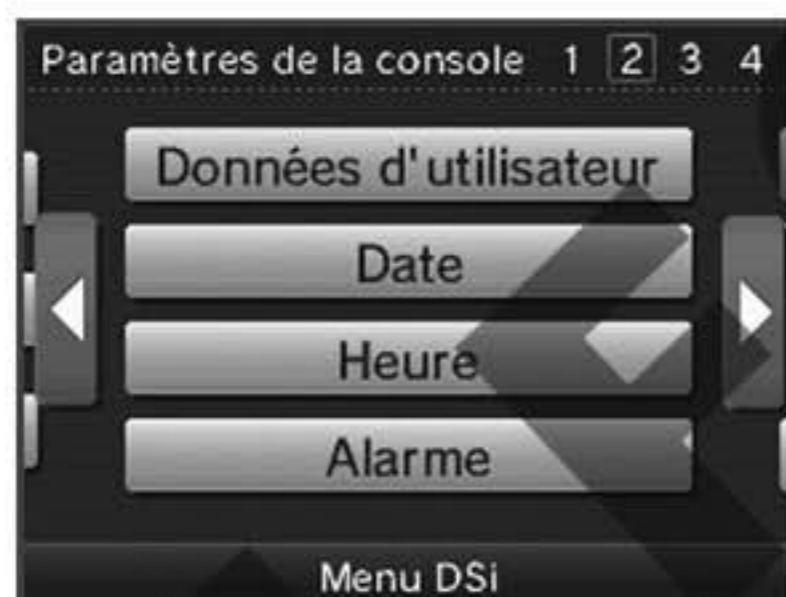 Paramètres de la console 1 2 3 4
Données d'utilisateur
Date
Heure
Alarme
Menu DSi